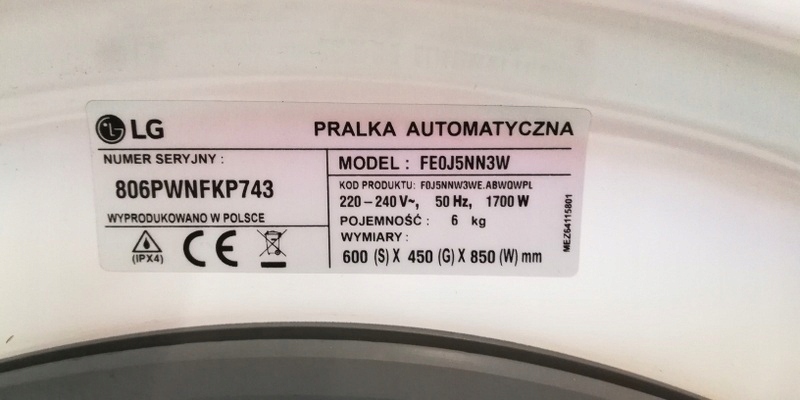 LG PRALKA AUTOMATYCZNA
NUMER SERYJNY :
806PWNFKP743
WYPRODUKOWANO W POLSCE
(IPX4) CE
MODEL : FE0J5NN3W
KOD PRODUKTU: F0J5NNW3WE.ABWQWPL
220 – 240 V~, 50 Hz, 1700 W
POJEMNOŚĆ : 6 kg
WYMIARY :
600 (S) X 450 (G) X 850 (W) mm
MEZ64115801